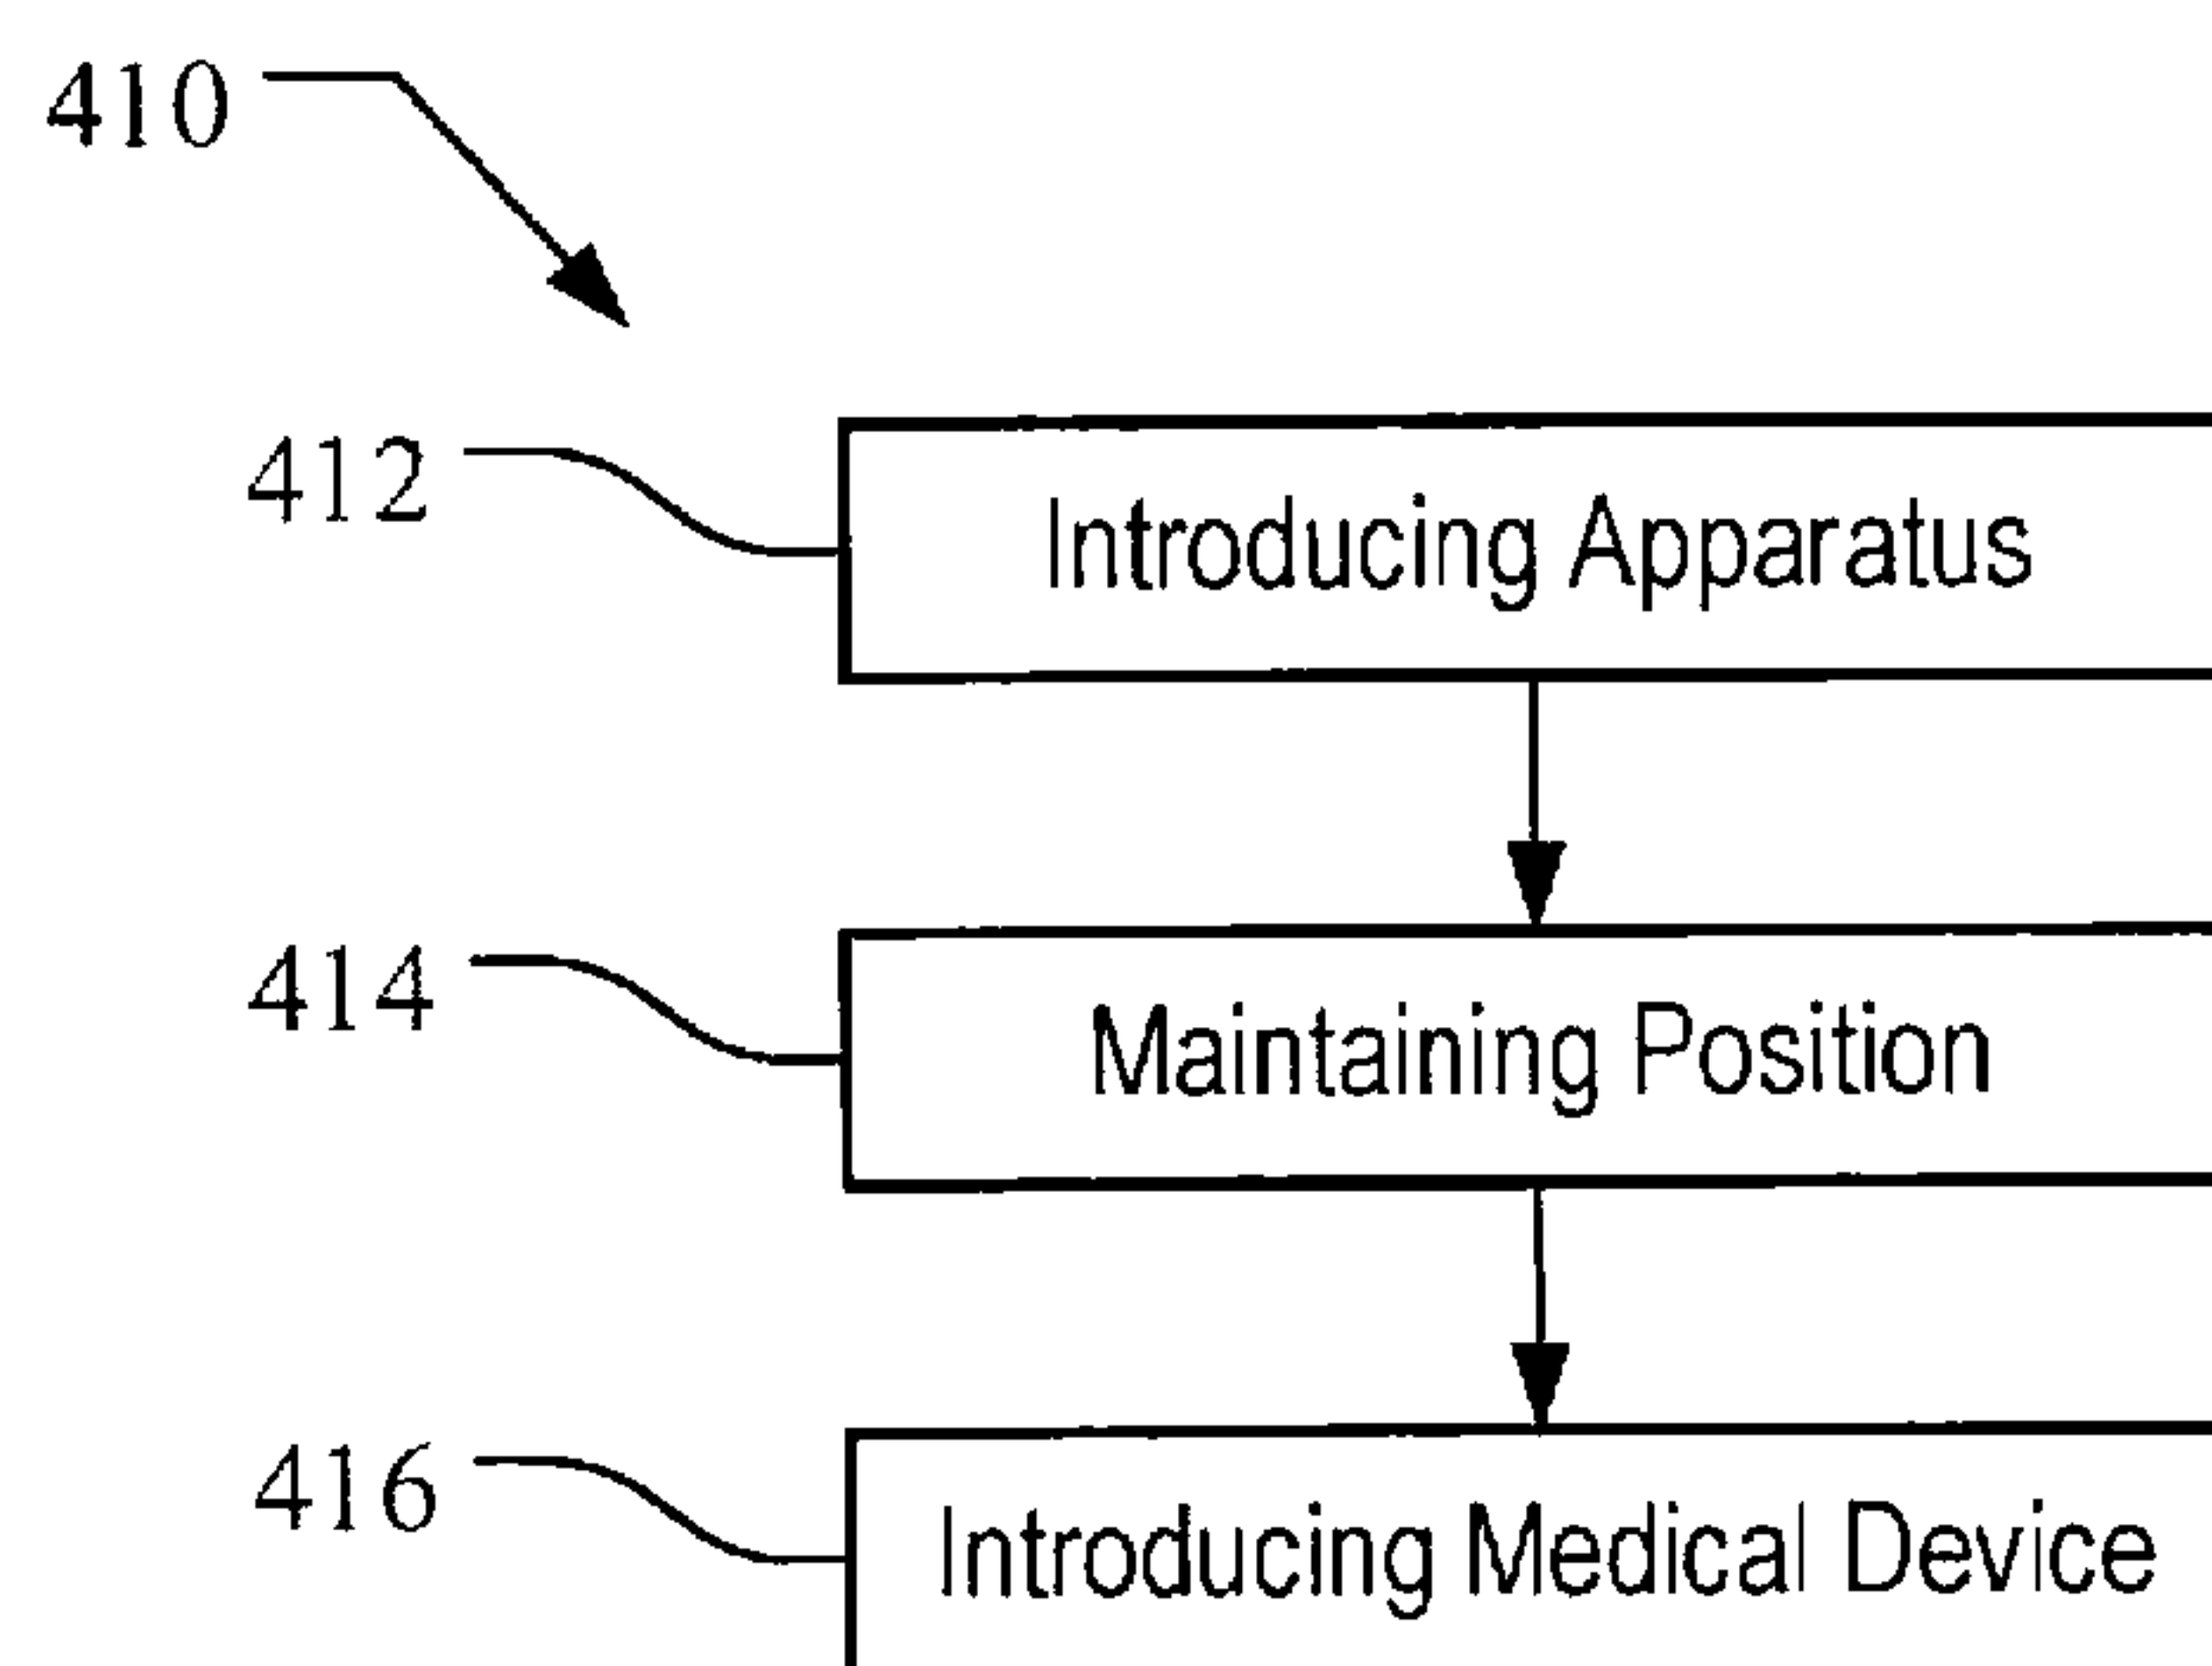 410
412
Introducing Apparatus
414
Maintaining Position
416
Introducing Medical Device